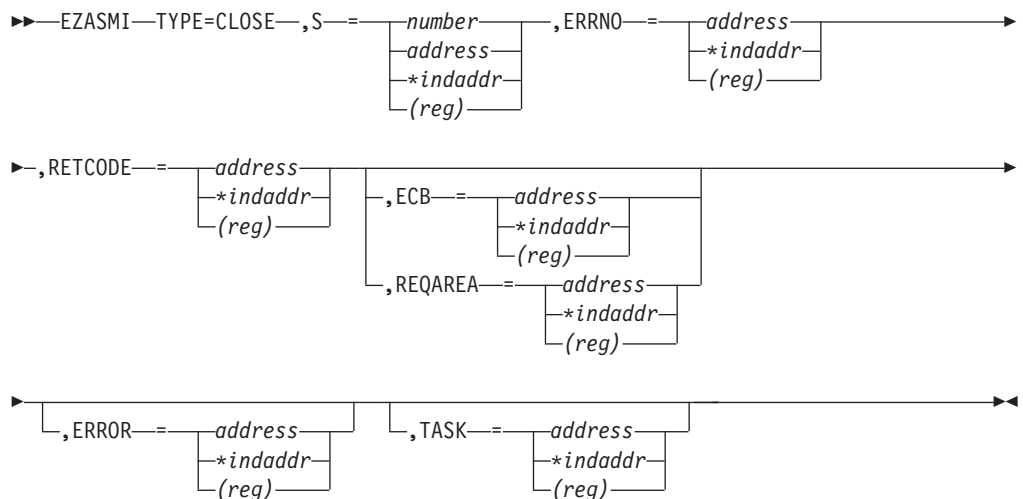 EZASMI TYPE=CLOSE ,S = number ,ERRNO = address
address *indaddr
*indaddr (reg)
(reg)
,RETCODE = address
*indaddr ,ECB = address
(reg) *indaddr
(reg)
,REQAREA = address
*indaddr
(reg)
,ERROR = address ,TASK = address
*indaddr *indaddr
(reg) (reg)